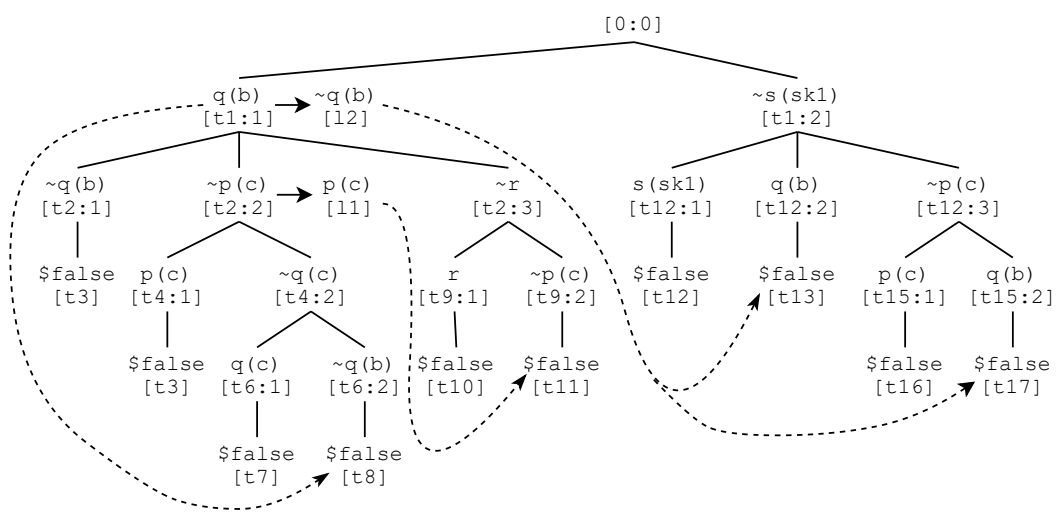 [0:0]
q(b) ~q(b) ~s(sk1)
[t1:1] [l2] [t1:2]
~q(b) ~p(c) p(c) ~r s(sk1) q(b) ~p(c)
[t2:1] [t2:2] [l1] [t2:3] [t12:1] [t12:2] [t12:3]
$false p(c) ~q(c) r ~p(c) $false $false p(c) q(b)
[t3] [t4:1] [t4:2] [t9:1] [t9:2] [t12] [t13] [t15:1] [t15:2]
$false q(c) ~q(b) $false $false $false $false
[t3] [t6:1] [t6:2] [t10] [t11] [t16] [t17]
$false $false
[t7] [t8]